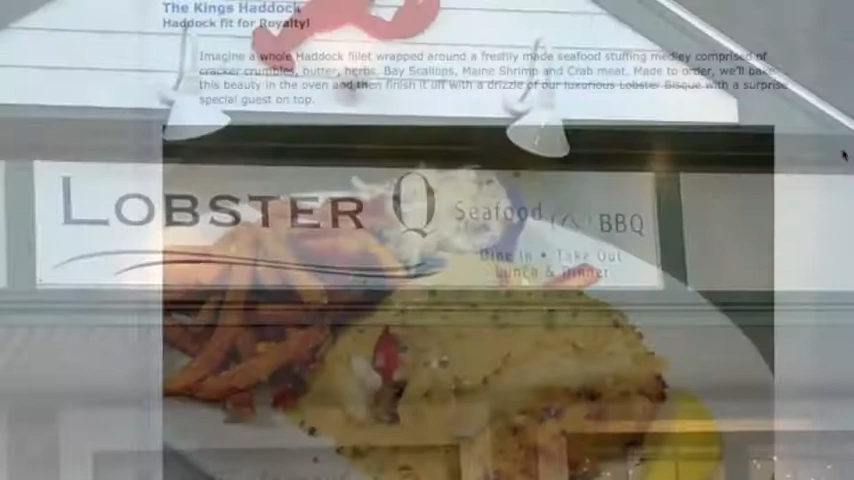 The Kings Haddock
Haddock fit for Royalty!
Imagine a whole Haddock fillet wrapped around a freshly made seafood stuffing medley comprised of
cracker crumbles, butter, herbs, Bay Scallops, Maine Shrimp and Crab meat. Made to order, we'll bake
this beauty in the oven and then finish it off with a drizzle of our luxurious Lobster Bisque with a surprise
special guest on top.
LOBSTER Q Seafood BBQ
Dine In • Take Out
Lunch & Dinner